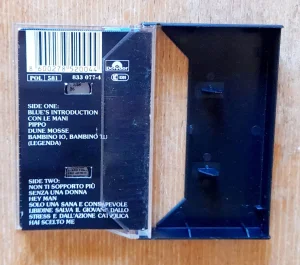 POL 581
833 077-4
Polydor
SIDE ONE:
BLUE'S INTRODUCTION
CON LE MANI
PIPPO
DUNE MOSSE
BAMBINO IO, BAMBINO
(LEGENDA)
SIDE TWO:
NON TI SOPPORTO PIÙ
SENZA UNA DONNA
HEY MAN
SOLO UNA SANA E CONSAPEVOLE
LIBIDINE SALVA IL GIOVANE DALLO
STRESS E DALL'AZIONE CATTOLICA
HAI SCELTO ME